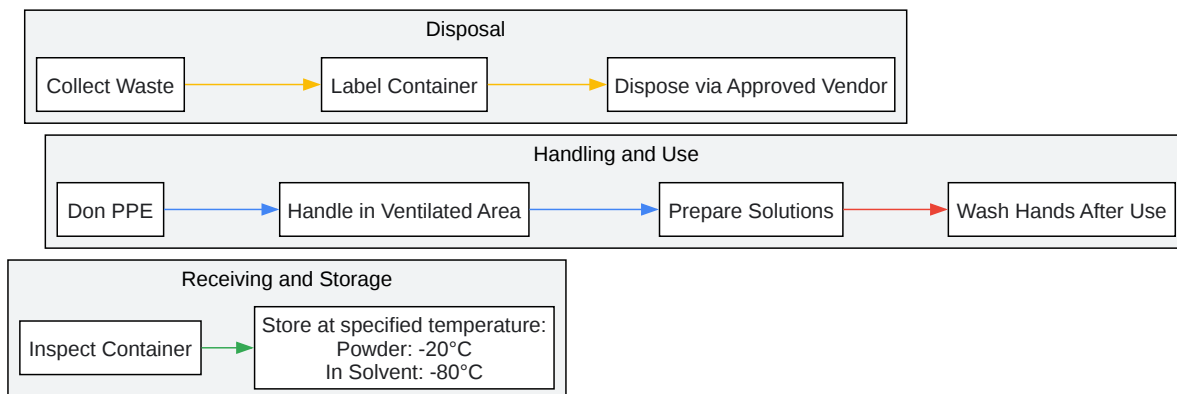 Disposal
Collect Waste
Label Container
Dispose via Approved Vendor
Handling and Use
Don PPE
Handle in Ventilated Area
Prepare Solutions
Wash Hands After Use
Receiving and Storage
Inspect Container
Store at specified temperature:
Powder: -20°C
In Solvent: -80°C